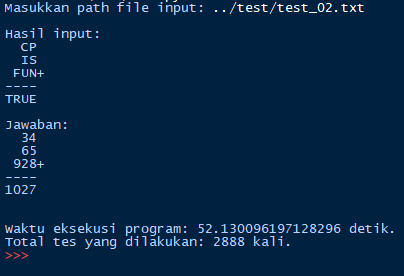 Masukkan path file input: ../test/test_02.txt
Hasil input:
CP
IS
FUN+
----
TRUE
Jawaban:
34
65
928+
----
1027
Waktu eksekusi program: 52.130096197128296 detik.
Total tes yang dilakukan: 2888 kali.
>>>